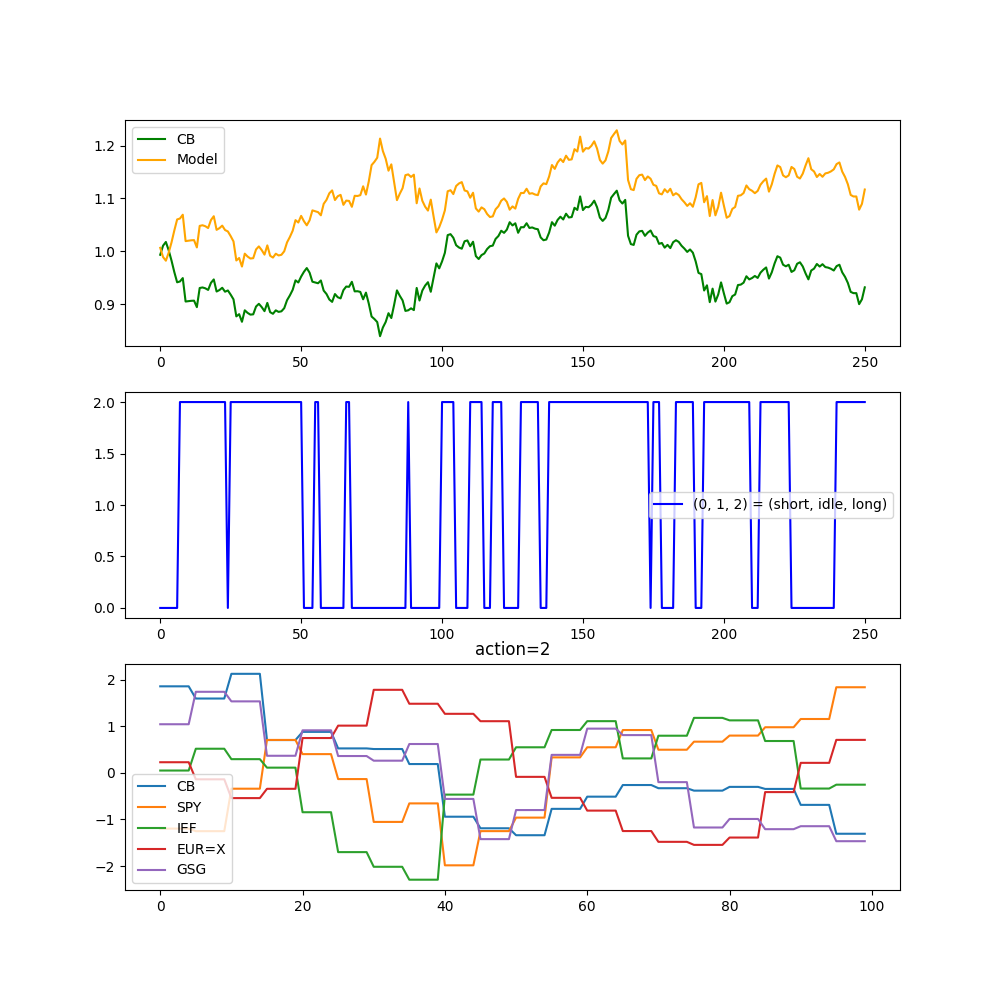 CB
Model
1.2
1.1
1.0
0.9
0 50 100 150 200 250
2.0
1.5
1.0
0.5
0.0
(0, 1, 2) = (short, idle, long)
0 50 100 150 200 250
action=2
2
1
0
−1
−2
CB
SPY
IEF
EUR=X
GSG
0 20 40 60 80 100